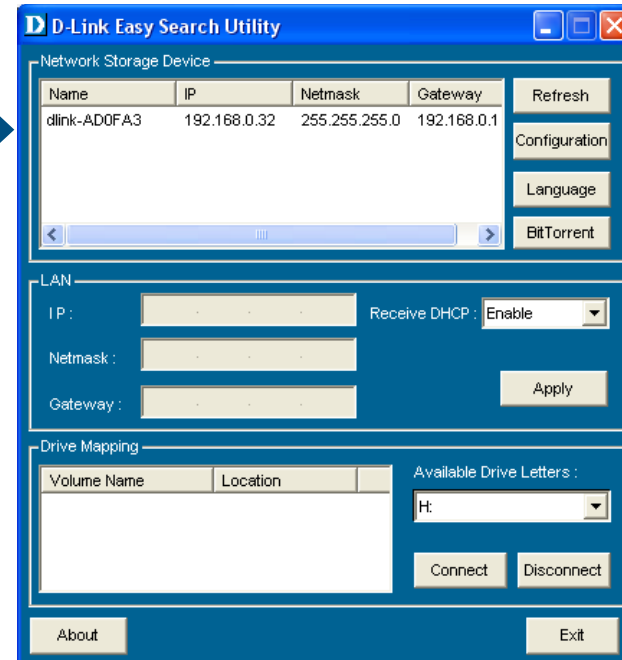 D D-Link Easy Search Utility
Network Storage Device
Name IP Netmask Gateway
dlink-AD0FA3 192.168.0.32 255.255.255.0 192.168.0.1
Refresh
Configuration
Language
BitTorrent
LAN
IP :
Receive DHCP : Enable
Netmask :
Gateway :
Apply
Drive Mapping
Volume Name Location
Available Drive Letters :
H:
Connect Disconnect
About Exit